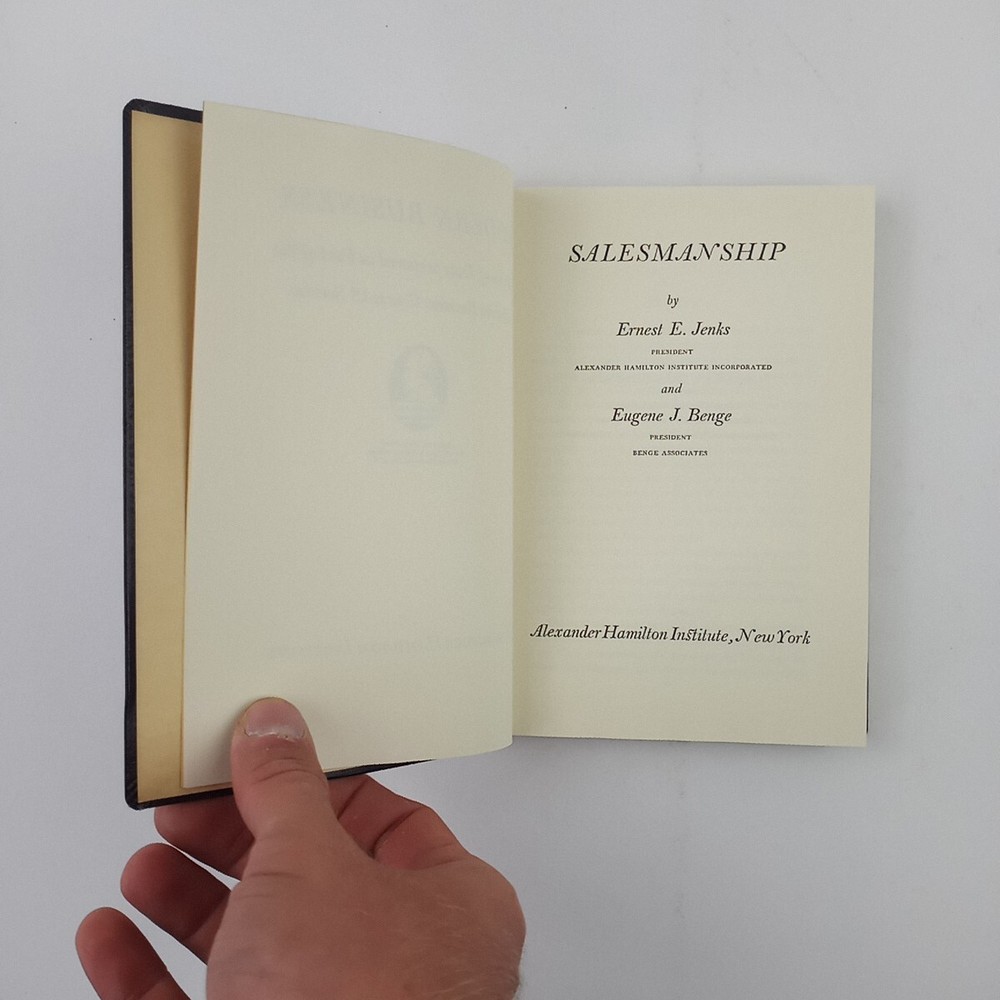 SALESMANSHIP
by
Ernest E. Jenks
PRESIDENT
ALEXANDER HAMILTON INSTITUTE INCORPORATED
and
Eugene J. Benge
PRESIDENT
BENGE ASSOCIATES
Alexander Hamilton Institute, New York